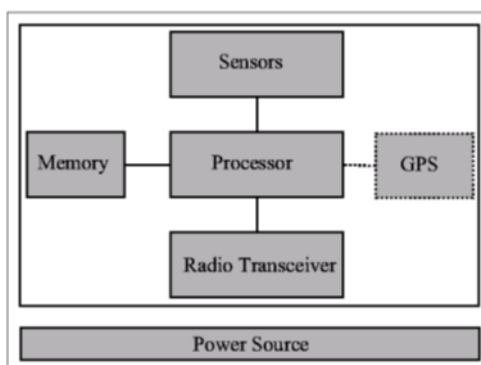 Sensors
Memory
Processor
GPS
Radio Transceiver
Power Source